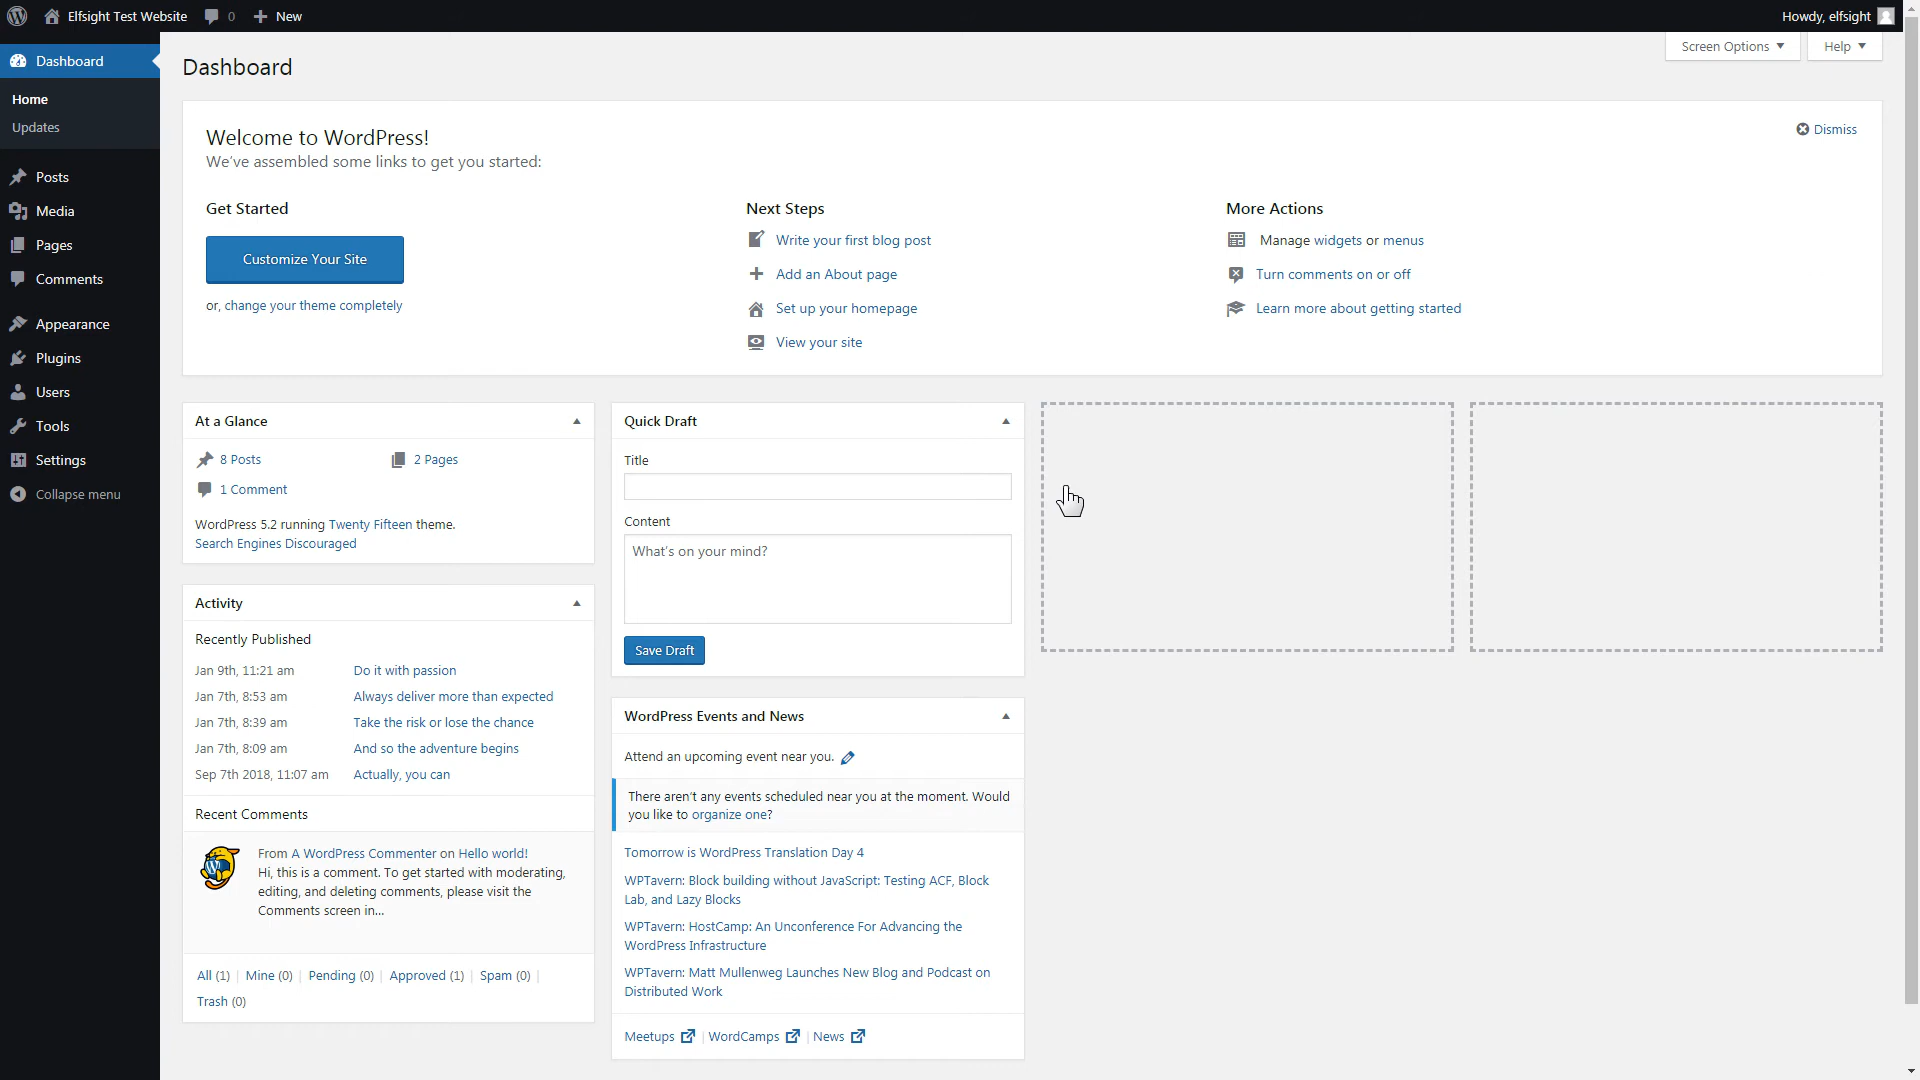 Elfsight Test Website 0 New Howdy, elfsight
Dashboard
Home
Updates
Posts
Media
Pages
Comments
Appearance
Plugins
Users
Tools
Settings
Collapse menu
Screen Options Help
Dashboard
Welcome to WordPress!
Dismiss
We've assembled some links to get you started:
Get Started
Customize Your Site
or, change your theme completely
Next Steps
Write your first blog post
Add an About page
Set up your homepage
View your site
More Actions
Manage widgets or menus
Turn comments on or off
Learn more about getting started
At a Glance
8 Posts 2 Pages
1 Comment
WordPress 5.2 running Twenty Fifteen theme.
Search Engines Discouraged
Activity
Recently Published
Jan 9th, 11:21 am Do it with passion
Jan 7th, 8:53 am Always deliver more than expected
Jan 7th, 8:39 am Take the risk or lose the chance
Jan 7th, 8:09 am And so the adventure begins
Sep 7th 2018, 11:07 am Actually, you can
Recent Comments
From A WordPress Commenter on Hello world!
Hi, this is a comment. To get started with moderating,
editing, and deleting comments, please visit the
Comments screen in...
All (1) | Mine (0) | Pending (0) | Approved (1) | Spam (0) |
Trash (0)
Quick Draft
Title
Content
What's on your mind?
Save Draft
WordPress Events and News
Attend an upcoming event near you.
There aren't any events scheduled near you at the moment. Would
you like to organize one?
Tomorrow is WordPress Translation Day 4
WPTavern: Block building without JavaScript: Testing ACF, Block
Lab, and Lazy Blocks
WPTavern: HostCamp: An Unconference For Advancing the
WordPress Infrastructure
WPTavern: Matt Mullenweg Launches New Blog and Podcast on
Distributed Work
Meetups | WordCamps | News